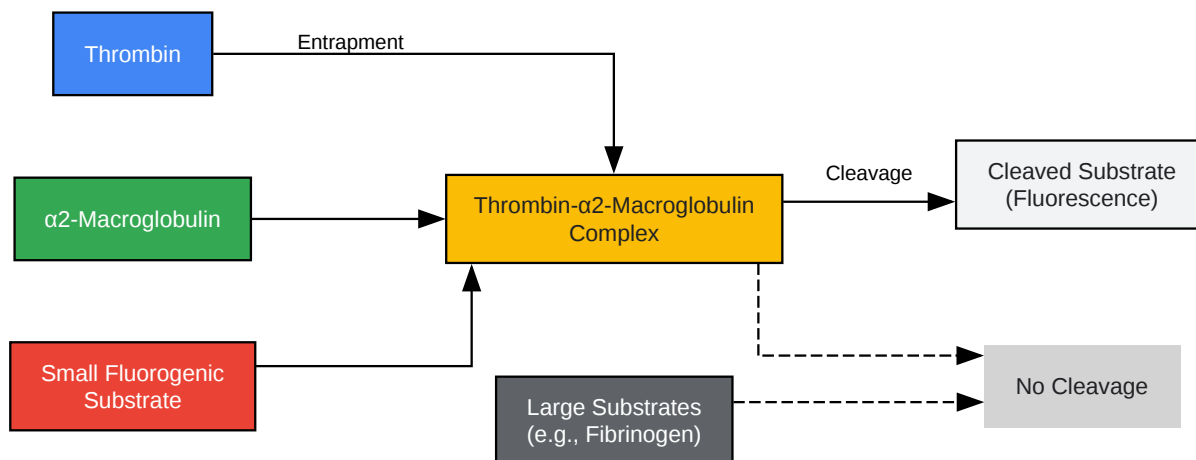 Thrombin
Entrapment
α2-Macroglobulin
Thrombin-α2-Macroglobulin
Complex
Cleavage
Cleaved Substrate
(Fluorescence)
Small Fluorogenic
Substrate
Large Substrates
(e.g., Fibrinogen)
No Cleavage